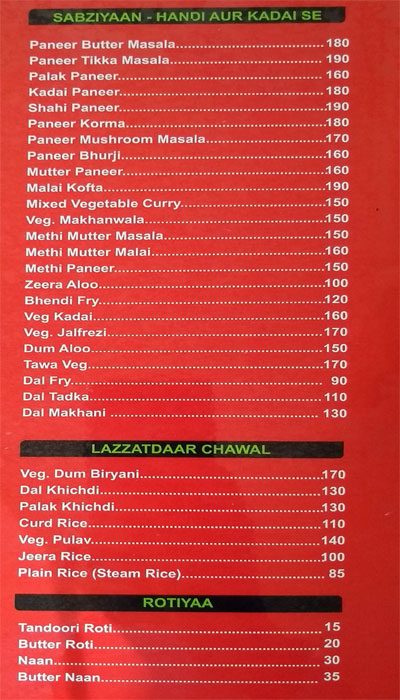 SABZIYAAN - HANDI AUR KADAI SE
Paneer Butter Masala.....................................180
Paneer Tikka Masala...................................... 190
Palak Paneer...................................................160
Kadai Paneer...................................................180
Shahi Paneer...................................................190
Paneer Korma.................................................180
Paneer Mushroom Masala.............................170
Paneer Bhurji..................................................160
Mutter Paneer.................................................160
Malai Kofta......................................................190
Mixed Vegetable Curry...................................150
Veg. Makhanwala............................................150
Methi Mutter Masala.......................................150
Methi Mutter Malai..........................................160
Methi Paneer...................................................150
Zeera Aloo.......................................................100
Bhendi Fry.......................................................120
Veg Kadai........................................................160
Veg. Jalfrezi.....................................................170
Dum Aloo.........................................................150
Tawa Veg.........................................................170
Dal Fry............................................................. 90
Dal Tadka........................................................110
Dal Makhani ................................................... 130
LAZZATDAAR CHAWAL
Veg. Dum Biryani.............................................170
Dal Khichdi......................................................130
Palak Khichdi..................................................130
Curd Rice........................................................110
Veg. Pulav.......................................................140
Jeera Rice.......................................................100
Plain Rice (Steam Rice)................................... 85
ROTIYAA
Tandoori Roti.................................................. 15
Butter Roti....................................................... 20
Naan................................................................ 30
Butter Naan..................................................... 35